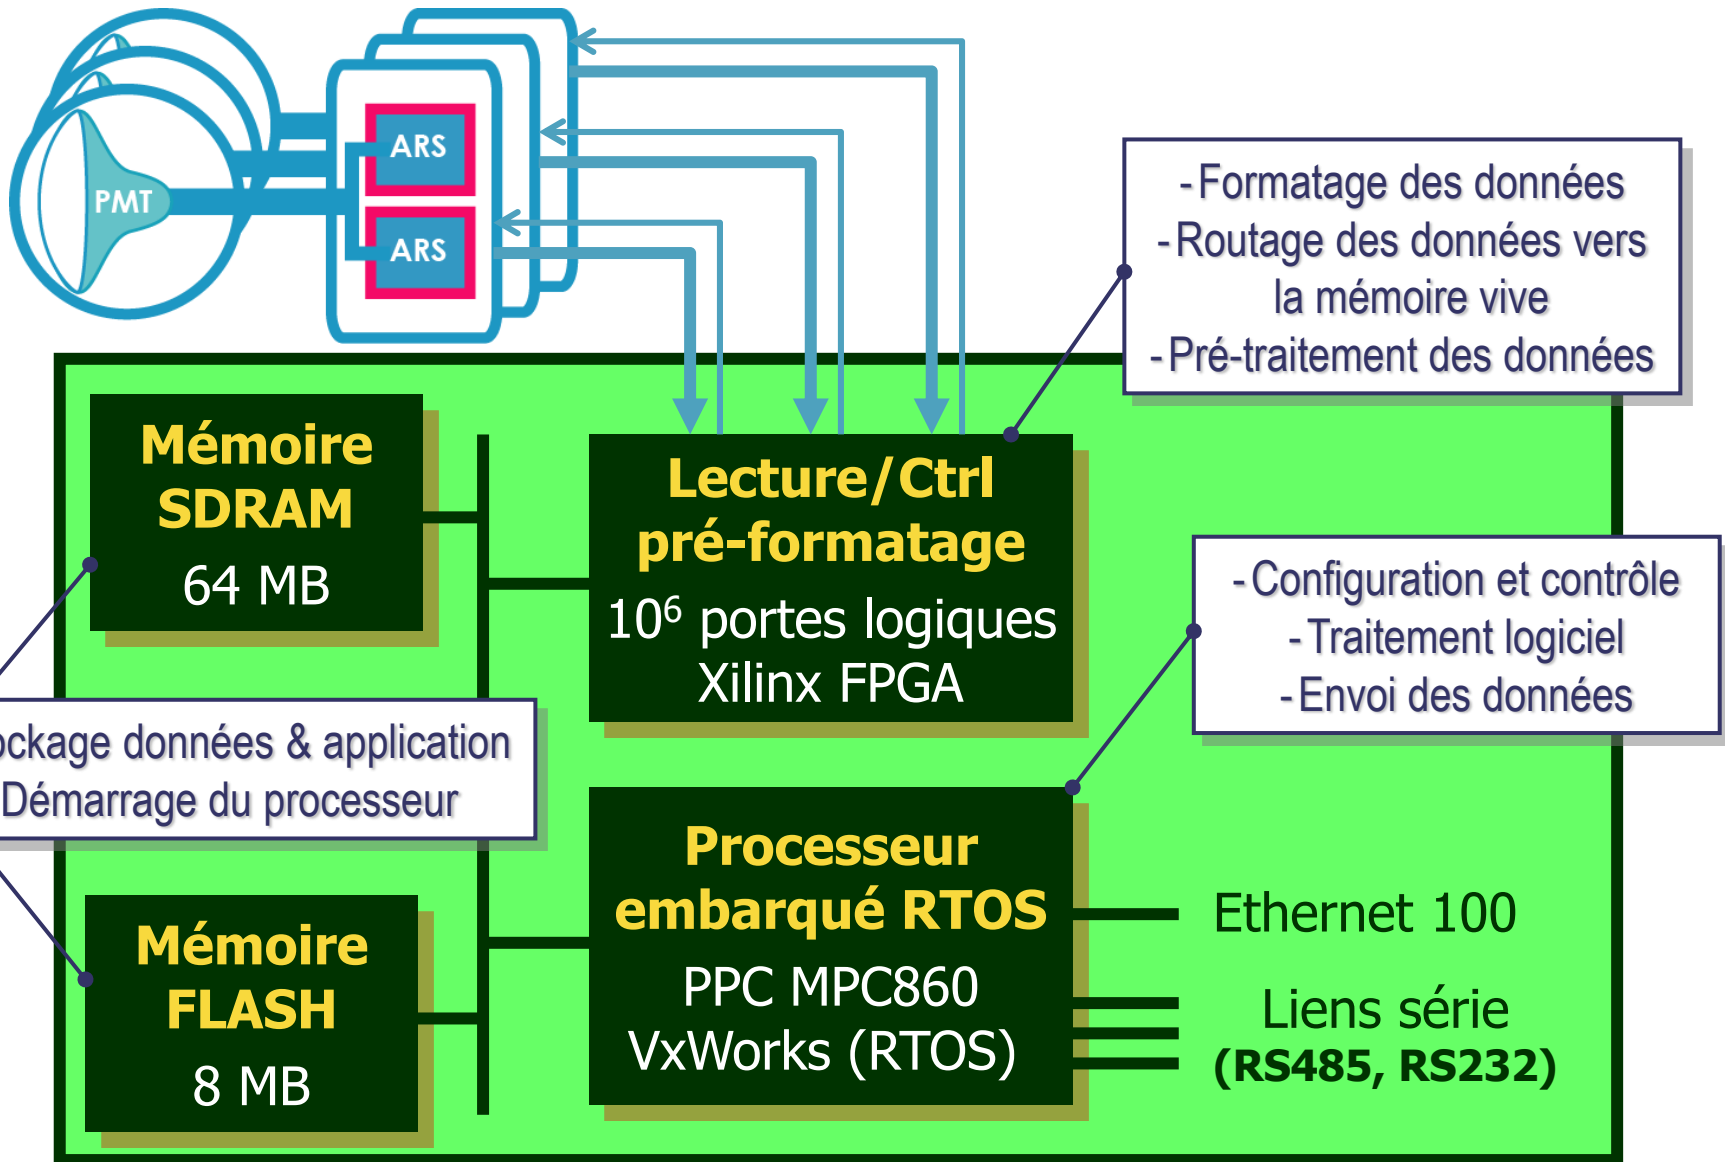 PMT
ARS
ARS
- Formatage des données
- Routage des données vers
la mémoire vive
- Pré-traitement des données
Mémoire
SDRAM
64 MB
Lecture/Ctrl
pré-formatage
10⁶ portes logiques
Xilinx FPGA
- Configuration et contrôle
- Traitement logiciel
- Envoi des données
données & application
Démarrage du processeur
Mémoire
FLASH
8 MB
Processeur
embarqué RTOS
PPC MPC860
VxWorks (RTOS)
Ethernet 100
Liens série
(RS485, RS232)